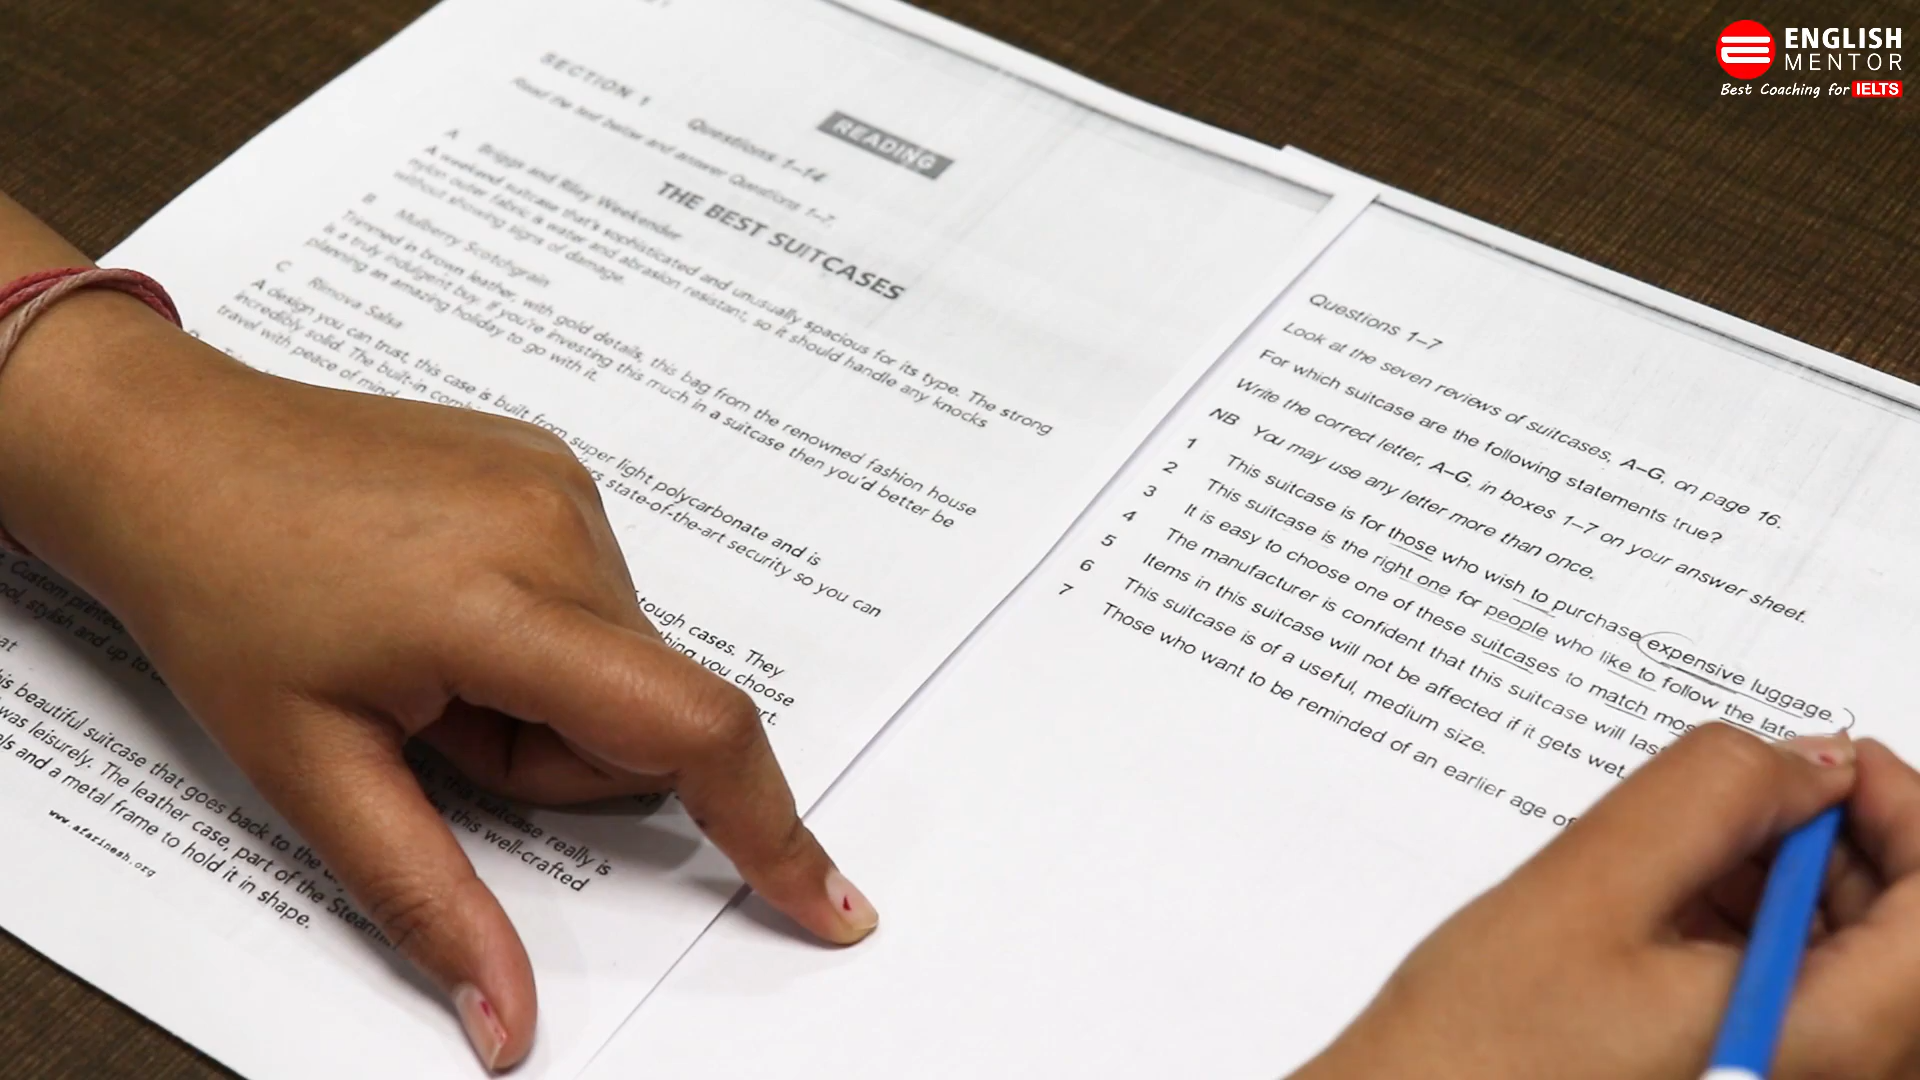 SECTION 1
Questions 1–14
READING
Read the text below and answer Questions 1–7.
THE BEST SUITCASES
A Briggs and Riley Weekender
A weekend suitcase that's sophisticated and unusually spacious for its type. The strong
nylon outer fabric is water and abrasion resistant, so it should handle any knocks
without showing signs of damage.
B Mulberry Scotchgrain
Trimmed in brown leather, with gold details, this bag from the renowned fashion house
is a truly indulgent buy. If you're investing this much in a suitcase then you'd better be
planning an amazing holiday to go with it.
C Rimova Salsa
A design you can trust, this case is built from super light polycarbonate and is
incredibly solid. The built-in state-of-the-art security so you can
travel with peace of mind
tough cases. They
you choose
Custom printed
stylish and up to
at
beautiful suitcase that goes back to the
was leisurely. The leather case, part of the
and a metal frame to hold it in shape.
this suitcase really is
this well-crafted
www.afarinesh.org
Questions 1–7
Look at the seven reviews of suitcases, A–G, on page 16.
For which suitcase are the following statements true?
Write the correct letter, A–G, in boxes 1–7 on your answer sheet.
NB You may use any letter more than once.
1 This suitcase is for those who wish to purchase expensive luggage.
2 This suitcase is the right one for people who like to follow the late
3 It is easy to choose one of these suitcases to match
4 The manufacturer is confident that this suitcase will
5 Items in this suitcase will not be affected if it gets wet.
6 This suitcase is of a useful, medium size.
7 Those who want to be reminded of an earlier age of
ENGLISH
MENTOR
Best Coaching for IELTS